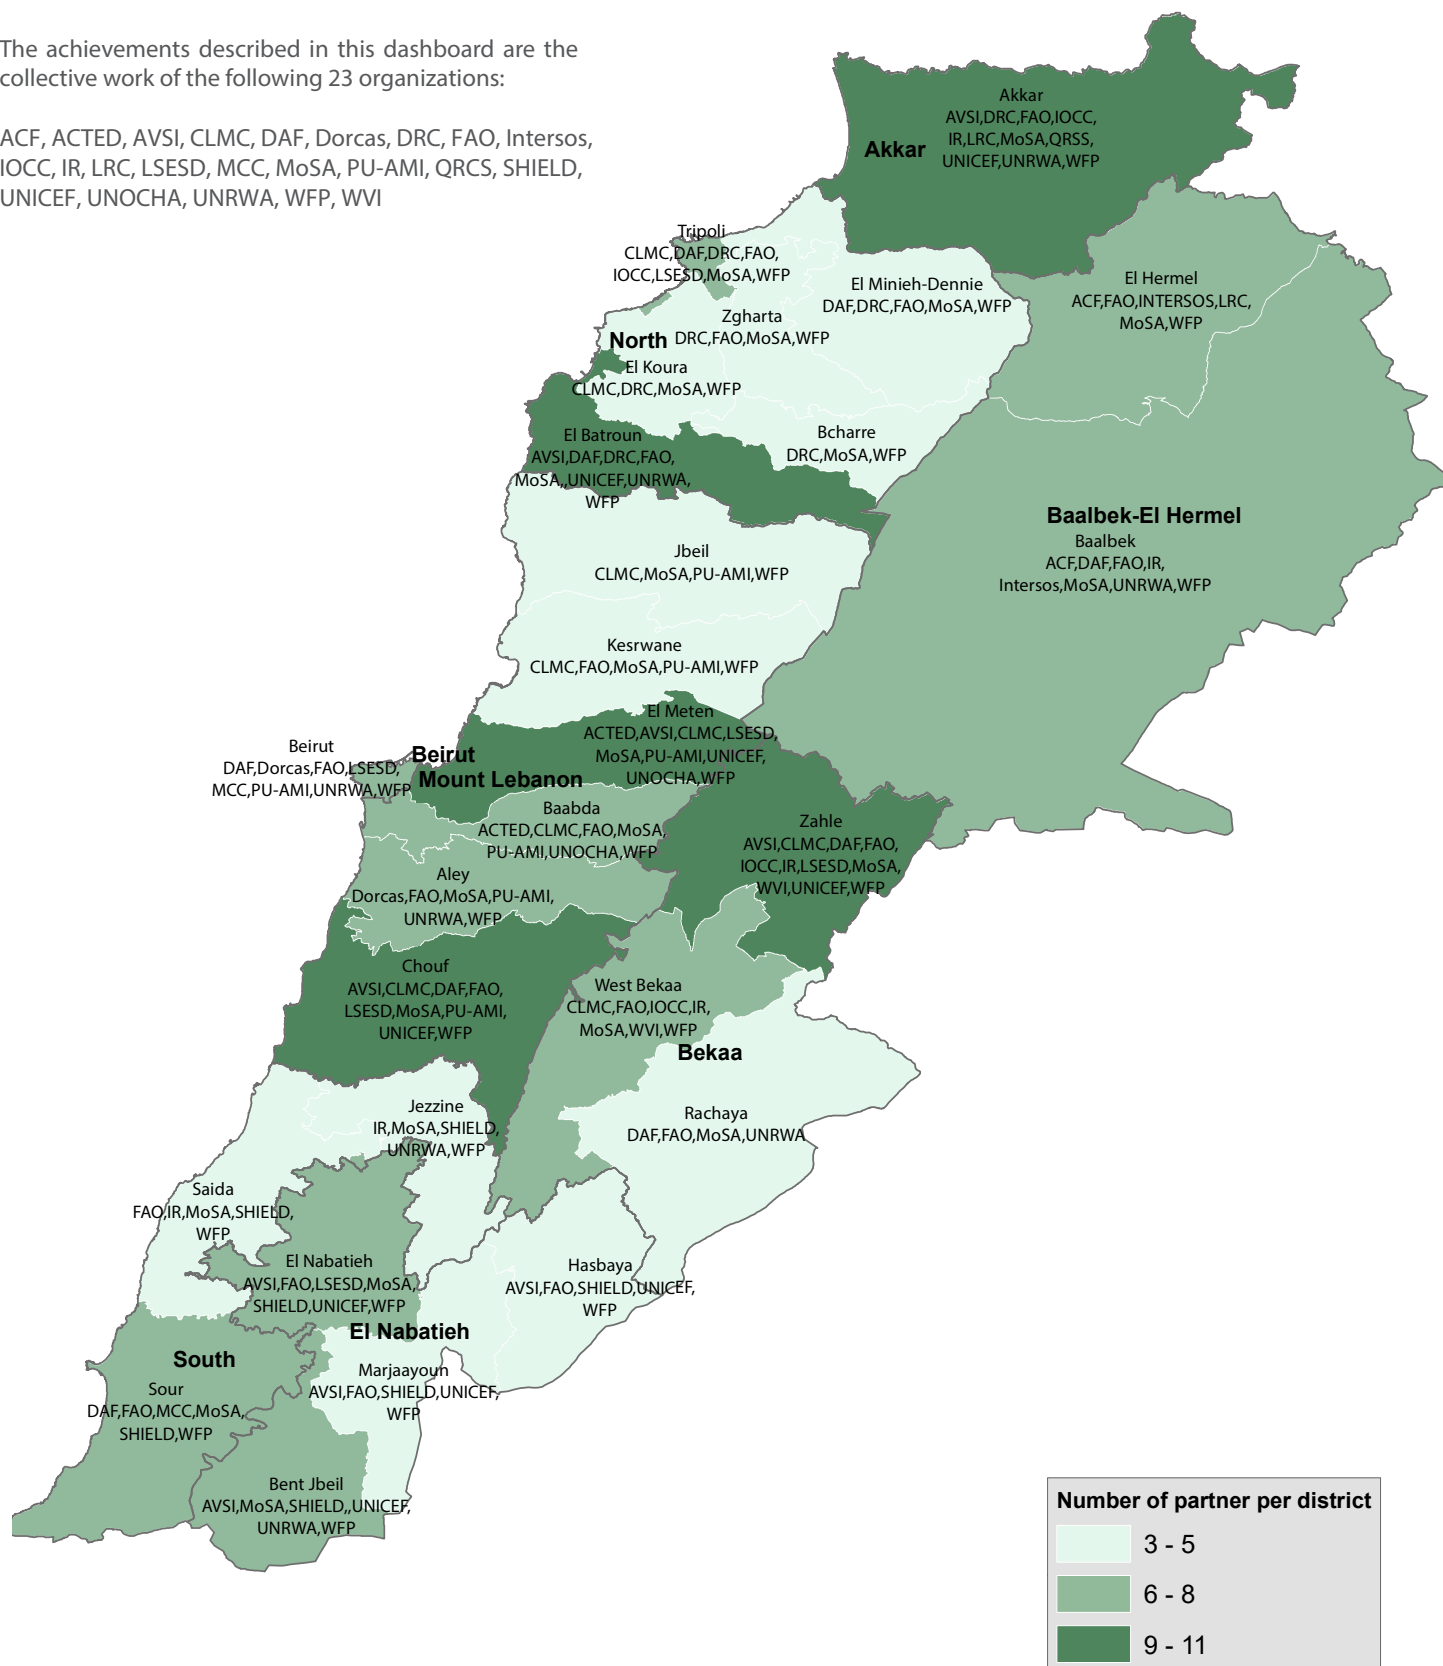 The achievements described in this dashboard are the
collective work of the following 23 organizations:
ACF, ACTED, AVSI, CLMC, DAF, Dorcas, DRC, FAO, Intersos,
IOCC, IR, LRC, LSESD, MCC, MoSA, PU-AMI, QRCS, SHIELD,
UNICEF, UNOCHA, UNRWA, WFP, WVI
Akkar
Akkar
AVSI,DRC,FAO,IOCC,
IR,LRC,MoSA,QRSS,
UNICEF,UNRWA,WFP
Tripoli
CLMC,DAF,DRC,FAO,
IOCC,LSESD,MoSA,WFP
El Minieh-Dennie
DAF,DRC,FAO,MoSA,WFP
El Hermel
ACF,FAO,INTERSOS,LRC,
MoSA,WFP
Zgharta
DRC,FAO,MoSA,WFP
North
El Koura
CLMC,DRC,MoSA,WFP
El Batroun
AVSI,DAF,DRC,FAO,
MoSA,,UNICEF,UNRWA,
WFP
Bcharre
DRC,MoSA,WFP
Baalbek-El Hermel
Baalbek
ACF,DAF,FAO,IR,
Intersos,MoSA,UNRWA,WFP
Jbeil
CLMC,MoSA,PU-AMI,WFP
Kesrwane
CLMC,FAO,MoSA,PU-AMI,WFP
El Meten
ACTED,AVSI,CLMC,LSESD,
MoSA,PU-AMI,UNICEF,
UNOCHA,WFP
Beirut
DAF,Dorcas,FAO,LSESD,
MCC,PU-AMI,UNRWA,WFP
Beirut
Mount Lebanon
Baabda
ACTED,CLMC,FAO,MoSA,
PU-AMI,UNOCHA,WFP
Zahle
AVSI,CLMC,DAF,FAO,
IOCC,IR,LSESD,MoSA,
WVI,UNICEF,WFP
Aley
Dorcas,FAO,MoSA,PU-AMI,
UNRWA,WFP
Chouf
AVSI,CLMC,DAF,FAO,
LSESD,MoSA,PU-AMI,
UNICEF,WFP
West Bekaa
CLMC,FAO,IOCC,IR,
MoSA,WVI,WFP
Bekaa
Jezzine
IR,MoSA,SHIELD,
UNRWA,WFP
Rachaya
DAF,FAO,MoSA,UNRWA
Saida
FAO,IR,MoSA,SHIELD,
WFP
El Nabatieh
AVSI,FAO,LSESD,MoSA,
SHIELD,UNICEF,WFP
Hasbaya
AVSI,FAO,SHIELD,UNICEF,
WFP
El Nabatieh
South
Marjaayoun
AVSI,FAO,SHIELD,UNICEF,
WFP
Sour
DAF,FAO,MCC,MoSA,
SHIELD,WFP
Bent Jbeil
AVSI,MoSA,SHIELD,,UNICEF,
UNRWA,WFP
Number of partner per district
3 - 5
6 - 8
9 - 11